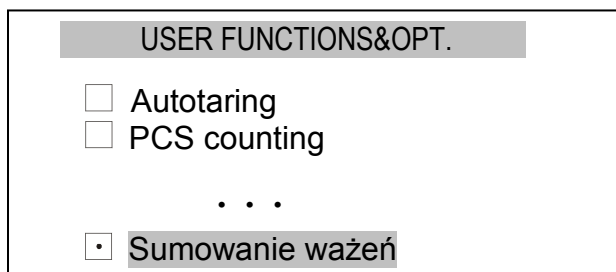 USER FUNCTIONS&OPT.
Autotaring
PCS counting
. . .
Sumowanie ważeń